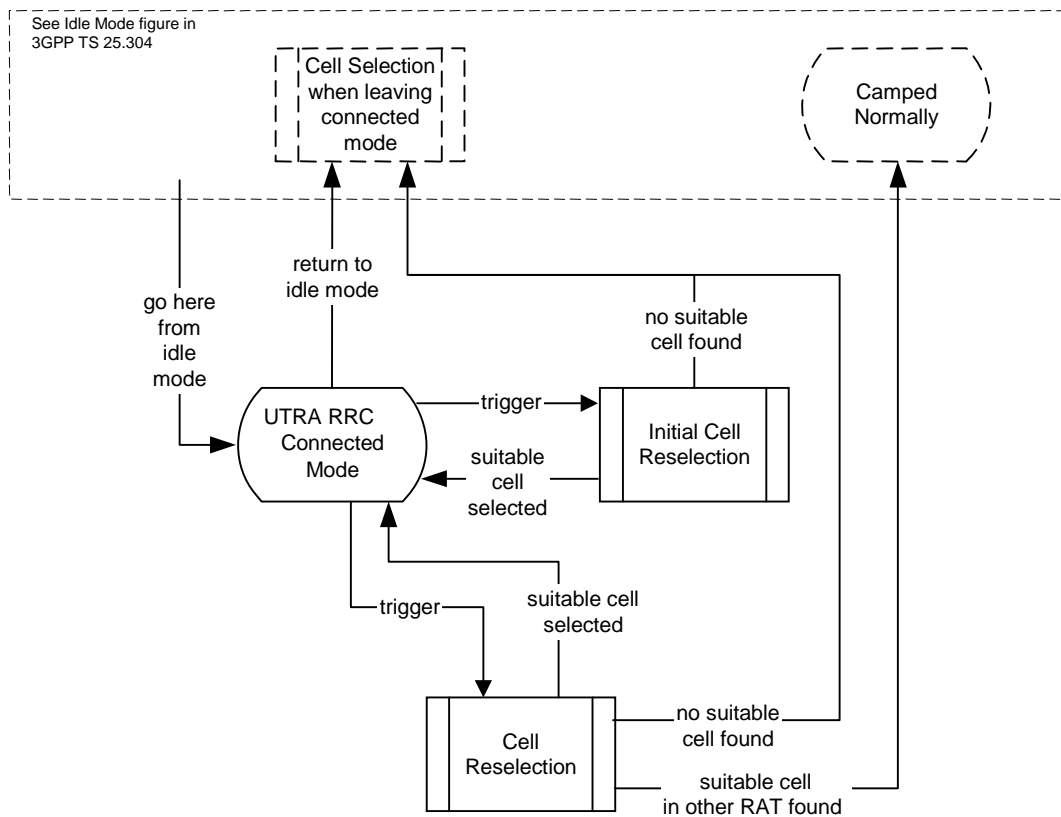 See Idle Mode figure in
3GPP TS 25.304
Cell Selection
when leaving
connected
mode
Camped
Normally
return to
idle mode
go here
from
idle
mode
no suitable
cell found
trigger
UTRA RRC
Connected
Mode
Initial Cell
Reselection
suitable
cell
selected
trigger
suitable cell
selected
Cell
Reselection
no suitable
cell found
suitable cell
in other RAT found